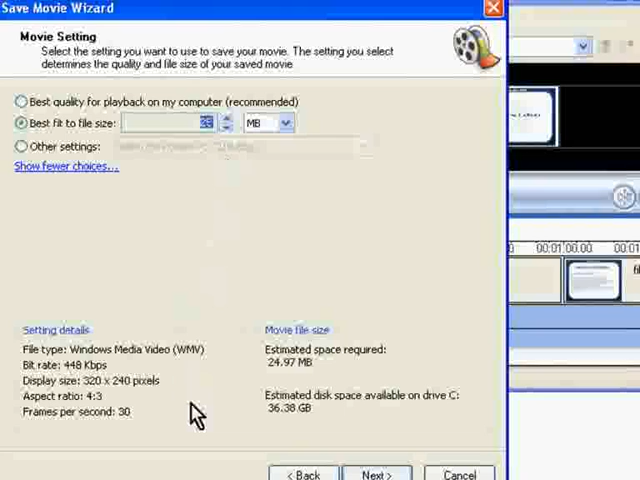 Save Movie Wizard
Movie Setting
Select the setting you want to use to save your movie. The setting you select
determines the quality and file size of your saved movie
Best quality for playback on my computer (recommended)
Best fit to file size: 25 MB
Other settings:
Show fewer choices...
00:01:00.00 00:01
Setting details
File type: Windows Media Video (WMV)
Bit rate: 448 Kbps
Display size: 320 x 240 pixels
Aspect ratio: 4:3
Frames per second: 30
Movie file size
Estimated space required:
24.97 MB
Estimated disk space available on drive C:
36.38 GB
< Back Next > Cancel